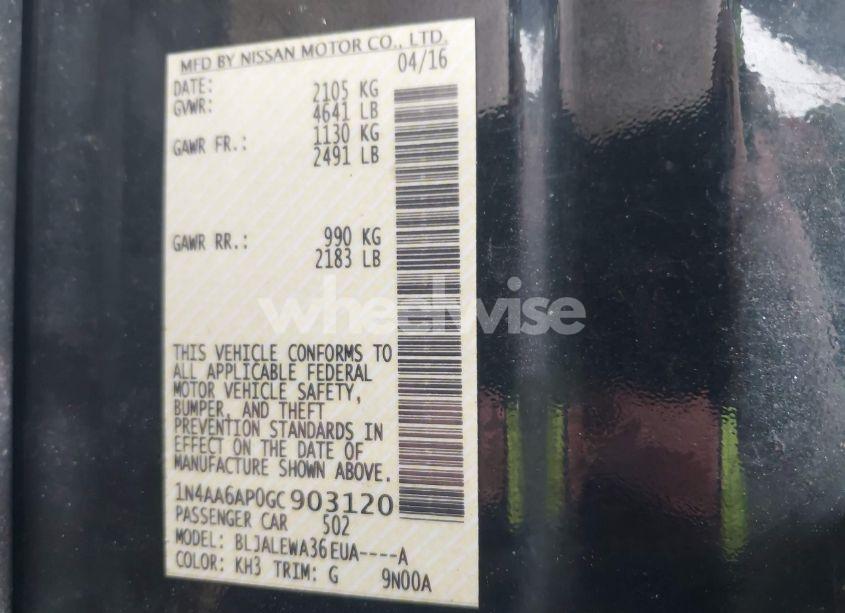 MFD BY NISSAN MOTOR CO., LTD.
DATE: 04/16
GVWR: 2105 KG
4641 LB
GAWR FR.: 1130 KG
2491 LB
GAWR RR.: 990 KG
2183 LB
wheelwise
THIS VEHICLE CONFORMS TO
ALL APPLICABLE FEDERAL
MOTOR VEHICLE SAFETY,
BUMPER, AND THEFT
PREVENTION STANDARDS IN
EFFECT ON THE DATE OF
MANUFACTURE SHOWN ABOVE.
1N4AA6AP0GC903120
PASSENGER CAR 502
MODEL: BLJALEWA36EUA----A
COLOR: KH3 TRIM: G 9N00A